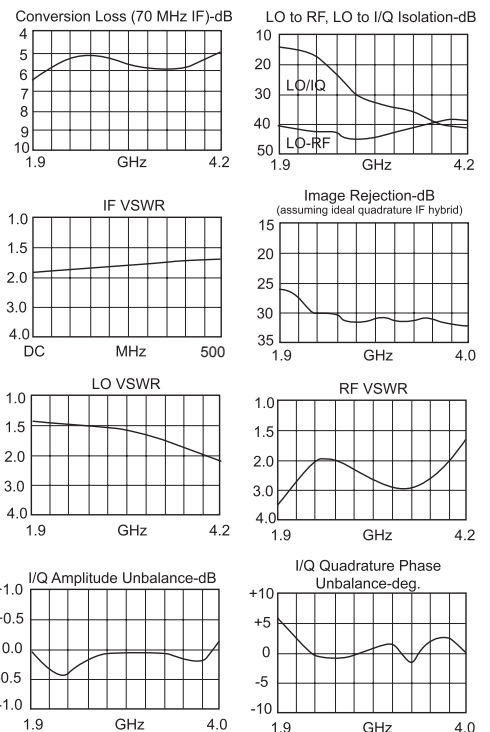 Conversion Loss (70 MHz IF)-dB
4
5
6
7
8
9
10
1.9 GHz 4.2
LO to RF, LO to I/Q Isolation-dB
10
20
30
40
50
LO/IQ
LO-RF
1.9 GHz 4.2
IF VSWR
1.0
1.5
2.0
3.0
4.0
DC MHz 500
Image Rejection-dB
(assuming ideal quadrature IF hybrid)
15
20
25
30
35
1.9 GHz 4.0
LO VSWR
1.0
1.5
2.0
3.0
4.0
1.9 GHz 4.2
RF VSWR
1.0
1.5
2.0
3.0
4.0
1.9 GHz 4.2
I/Q Amplitude Unbalance-dB
+1.0
+0.5
0.0
-0.5
-1.0
1.9 GHz 4.0
I/Q Quadrature Phase
Unbalance-deg.
+10
+5
0
-5
-10
1.9 GHz 4.0